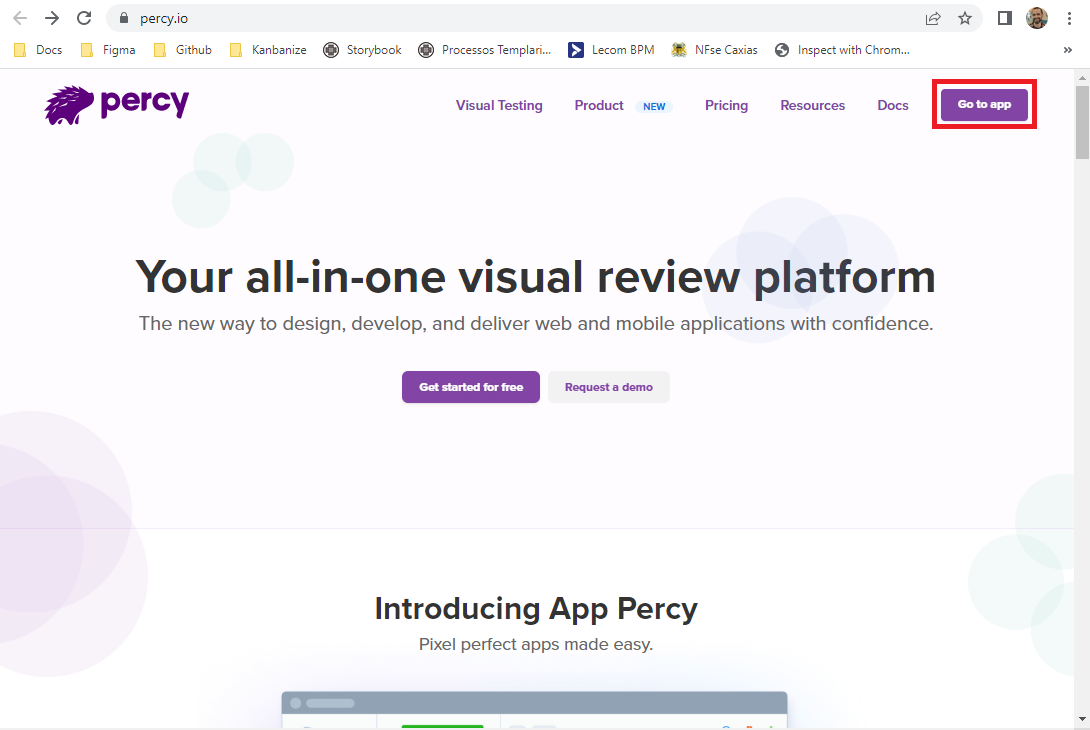 percy.io
Docs Figma Github Kanbanize Storybook Processos Templari... Lecom BPM NFse Caxias Inspect with Chrom... »
percy Visual Testing Product NEW Pricing Resources Docs Go to app
Your all-in-one visual review platform
The new way to design, develop, and deliver web and mobile applications with confidence.
Get started for free Request a demo
Introducing App Percy
Pixel perfect apps made easy.